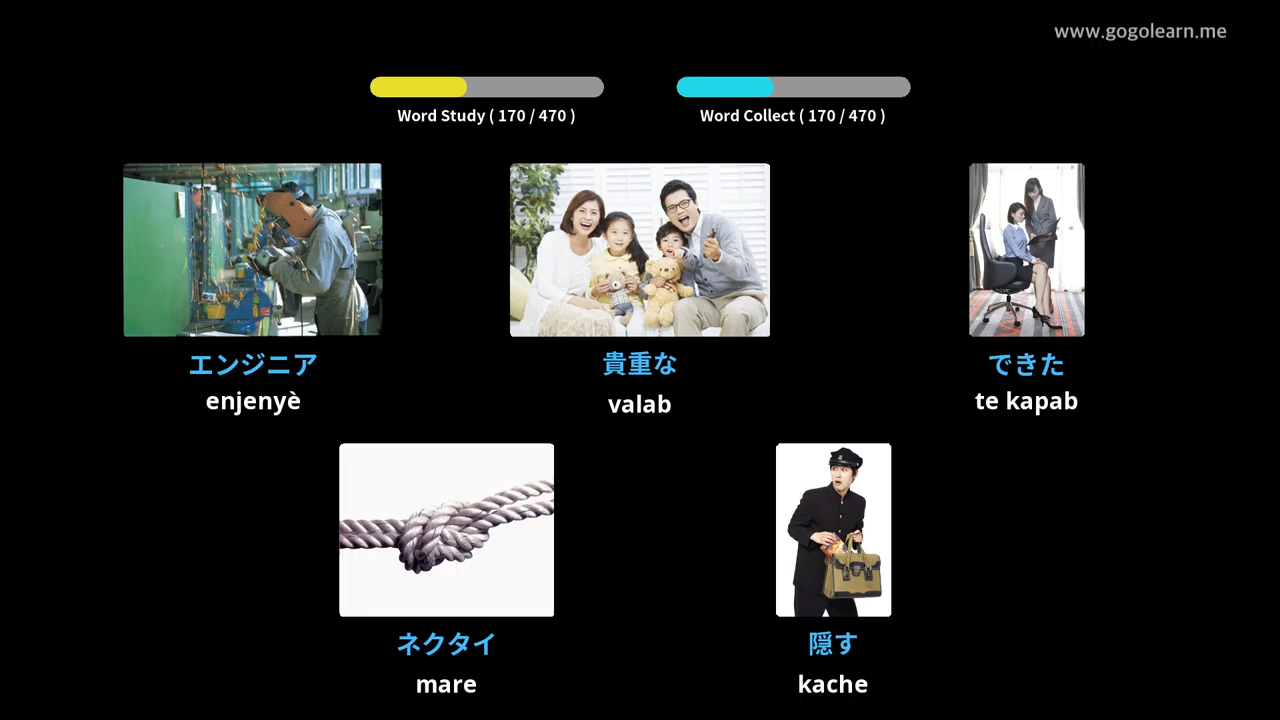 www.gogolearn.me
Word Study ( 170 / 470 )
Word Collect ( 170 / 470 )
エンジニア
enjenyè
貴重な
valab
できた
te kapab
ネクタイ
mare
隠す
kache